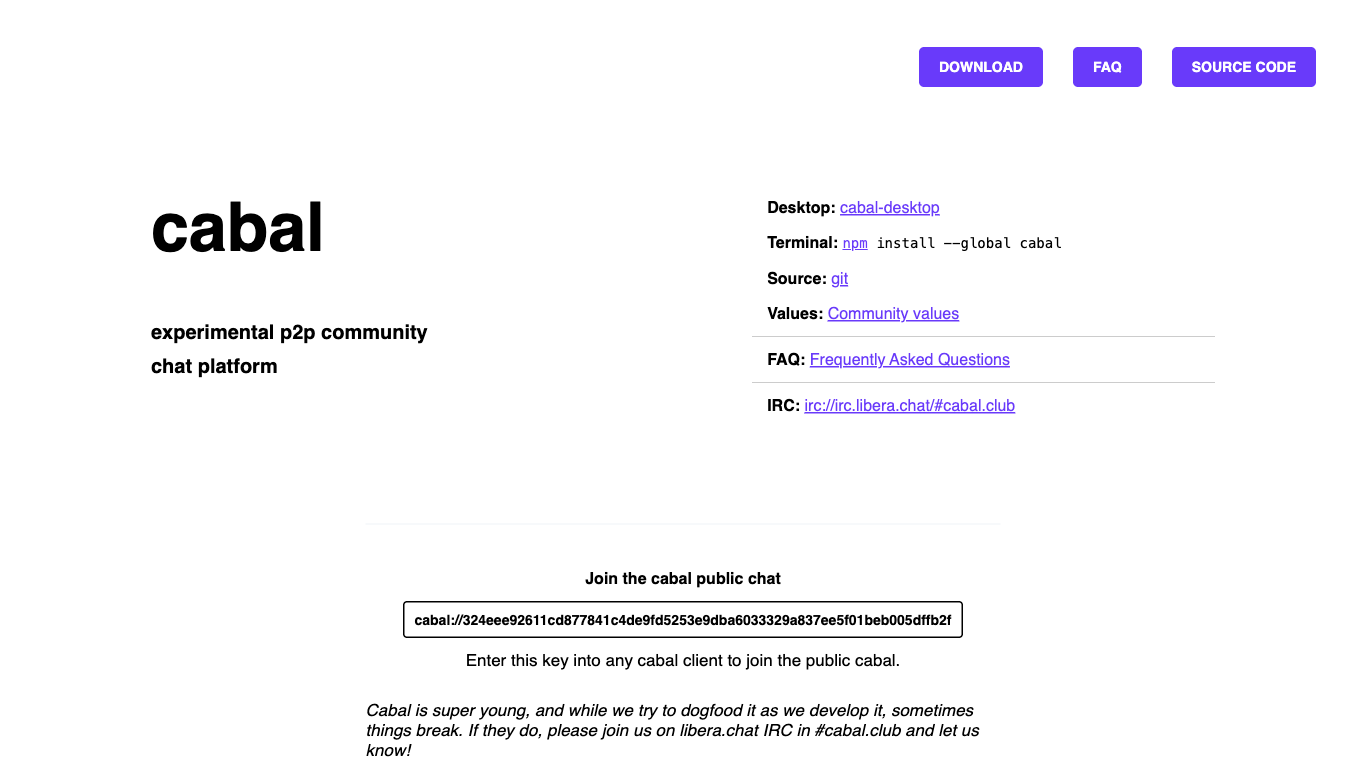 DOWNLOAD FAQ SOURCE CODE
cabal
experimental p2p community
chat platform
Desktop: cabal-desktop
Terminal: npm install --global cabal
Source: git
Values: Community values
FAQ: Frequently Asked Questions
IRC: irc://irc.libera.chat/#cabal.club
Join the cabal public chat
cabal://324eee92611cd877841c4de9fd5253e9dba6033329a837ee5f01beb005dffb2f
Enter this key into any cabal client to join the public cabal.
Cabal is super young, and while we try to dogfood it as we develop it, sometimes
things break. If they do, please join us on libera.chat IRC in #cabal.club and let us
know!